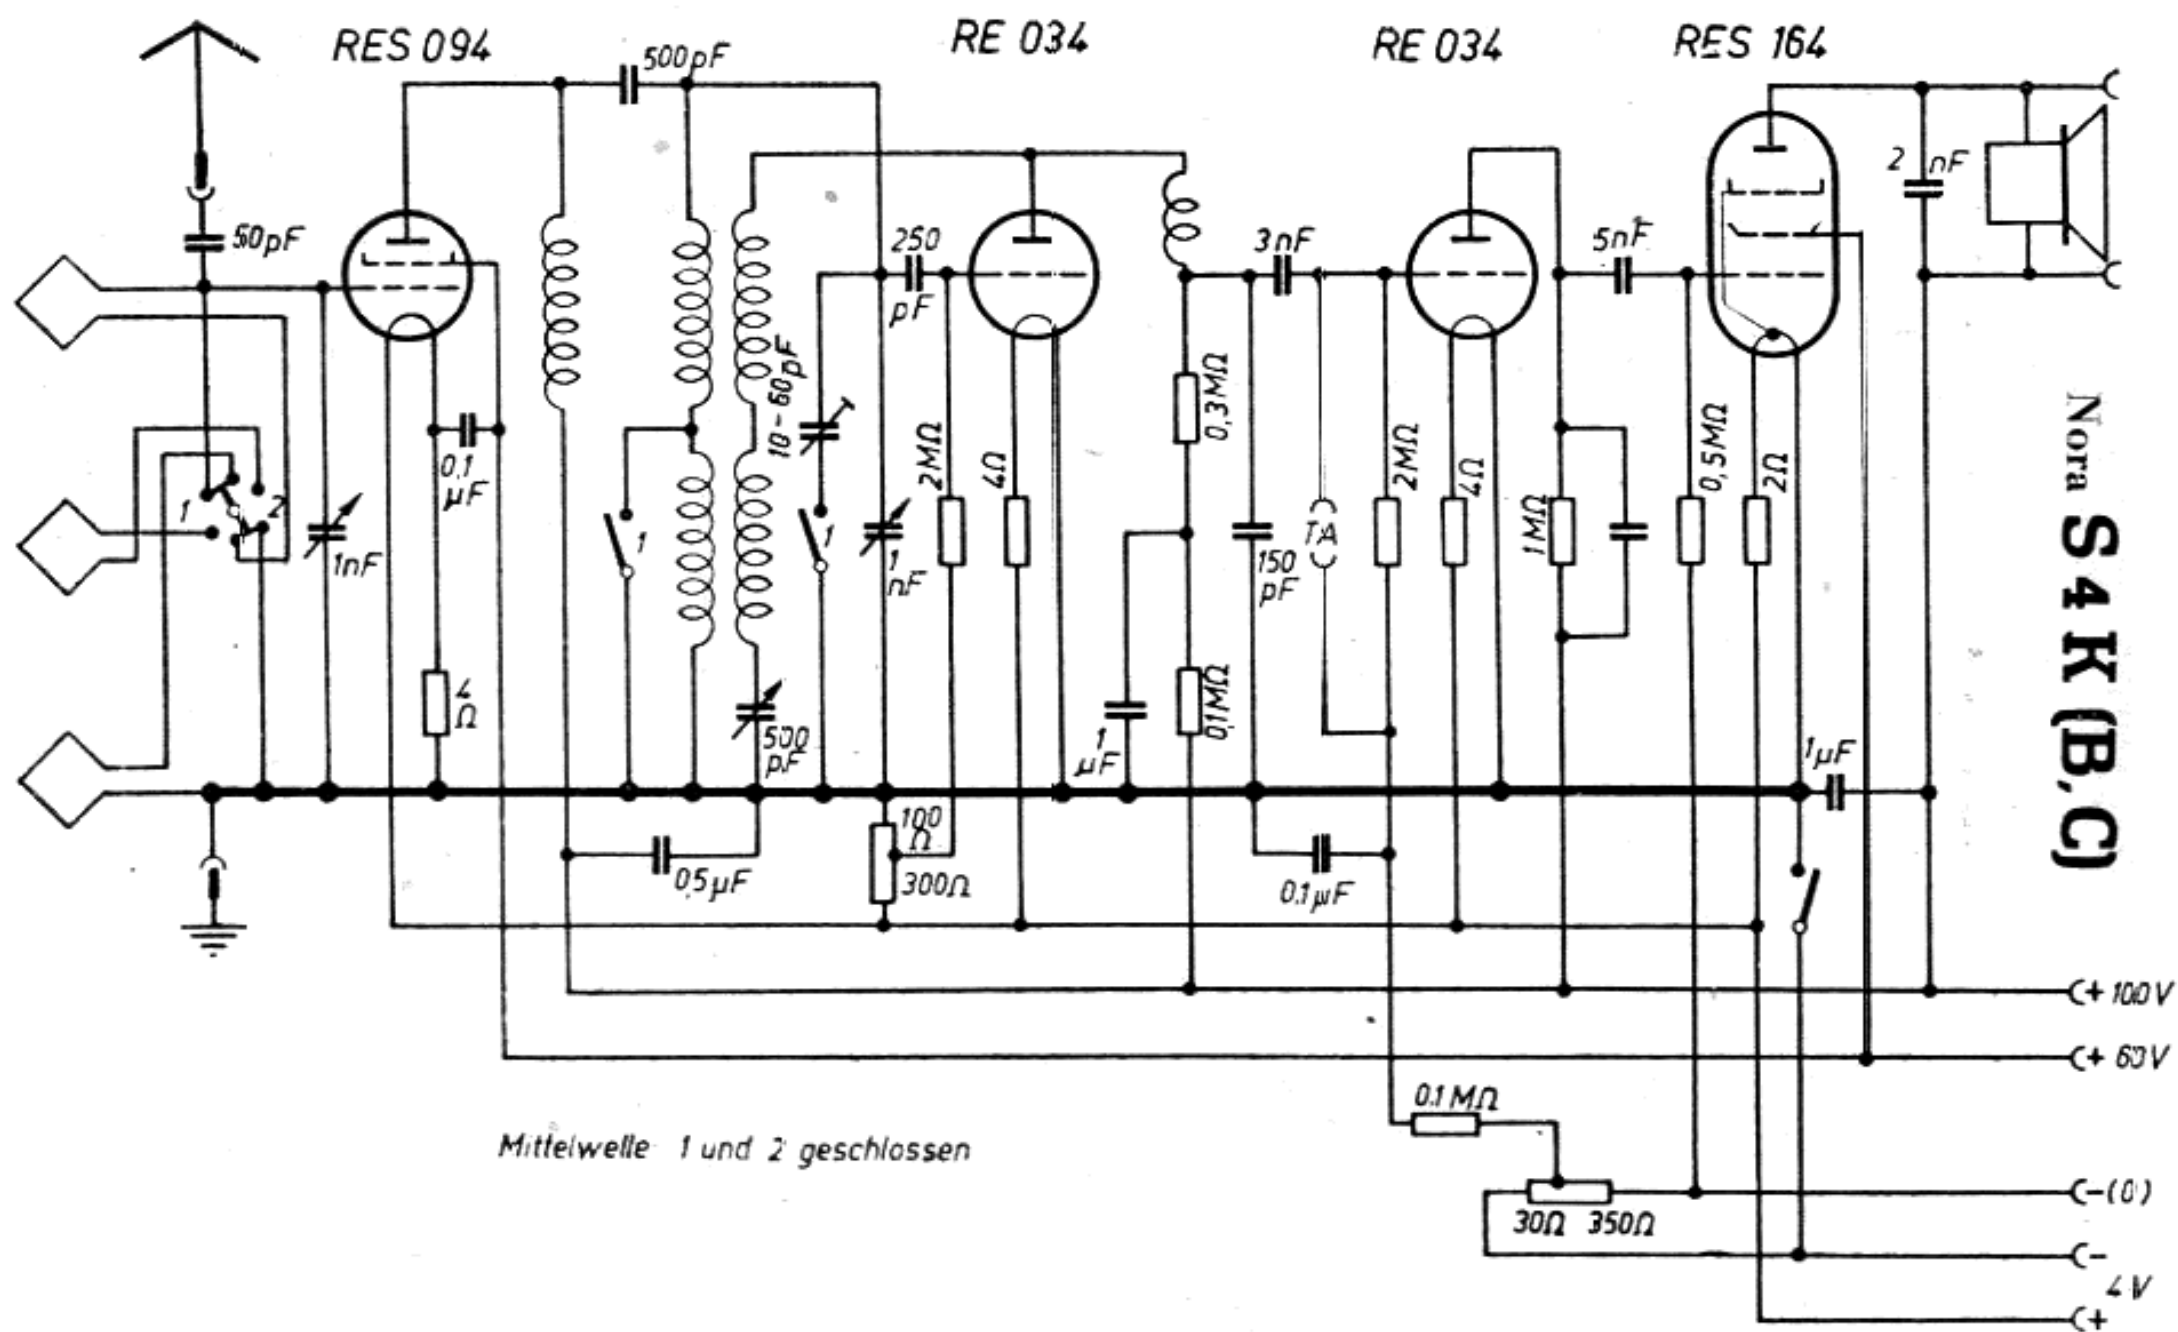 RES 094
500pF
RE 034
RE 034
RES 164
50pF
250
pF
3nF
5nF
2 nF
10-60pF
0,1
µF
1
2
1nF
1
1
1
nF
2MΩ
4Ω
0,3MΩ
150
pF
TA
2MΩ
4Ω
1MΩ
0,5MΩ
2Ω
4
Ω
500
pF
1
µF
0,1MΩ
1µF
100
Ω
300Ω
0,5µF
0,1µF
Nora S4K (B,C)
+ 100V
+ 60V
0.1MΩ
Mittelwelle 1 und 2 geschlossen
30Ω 350Ω
-(0)
-
4V
+